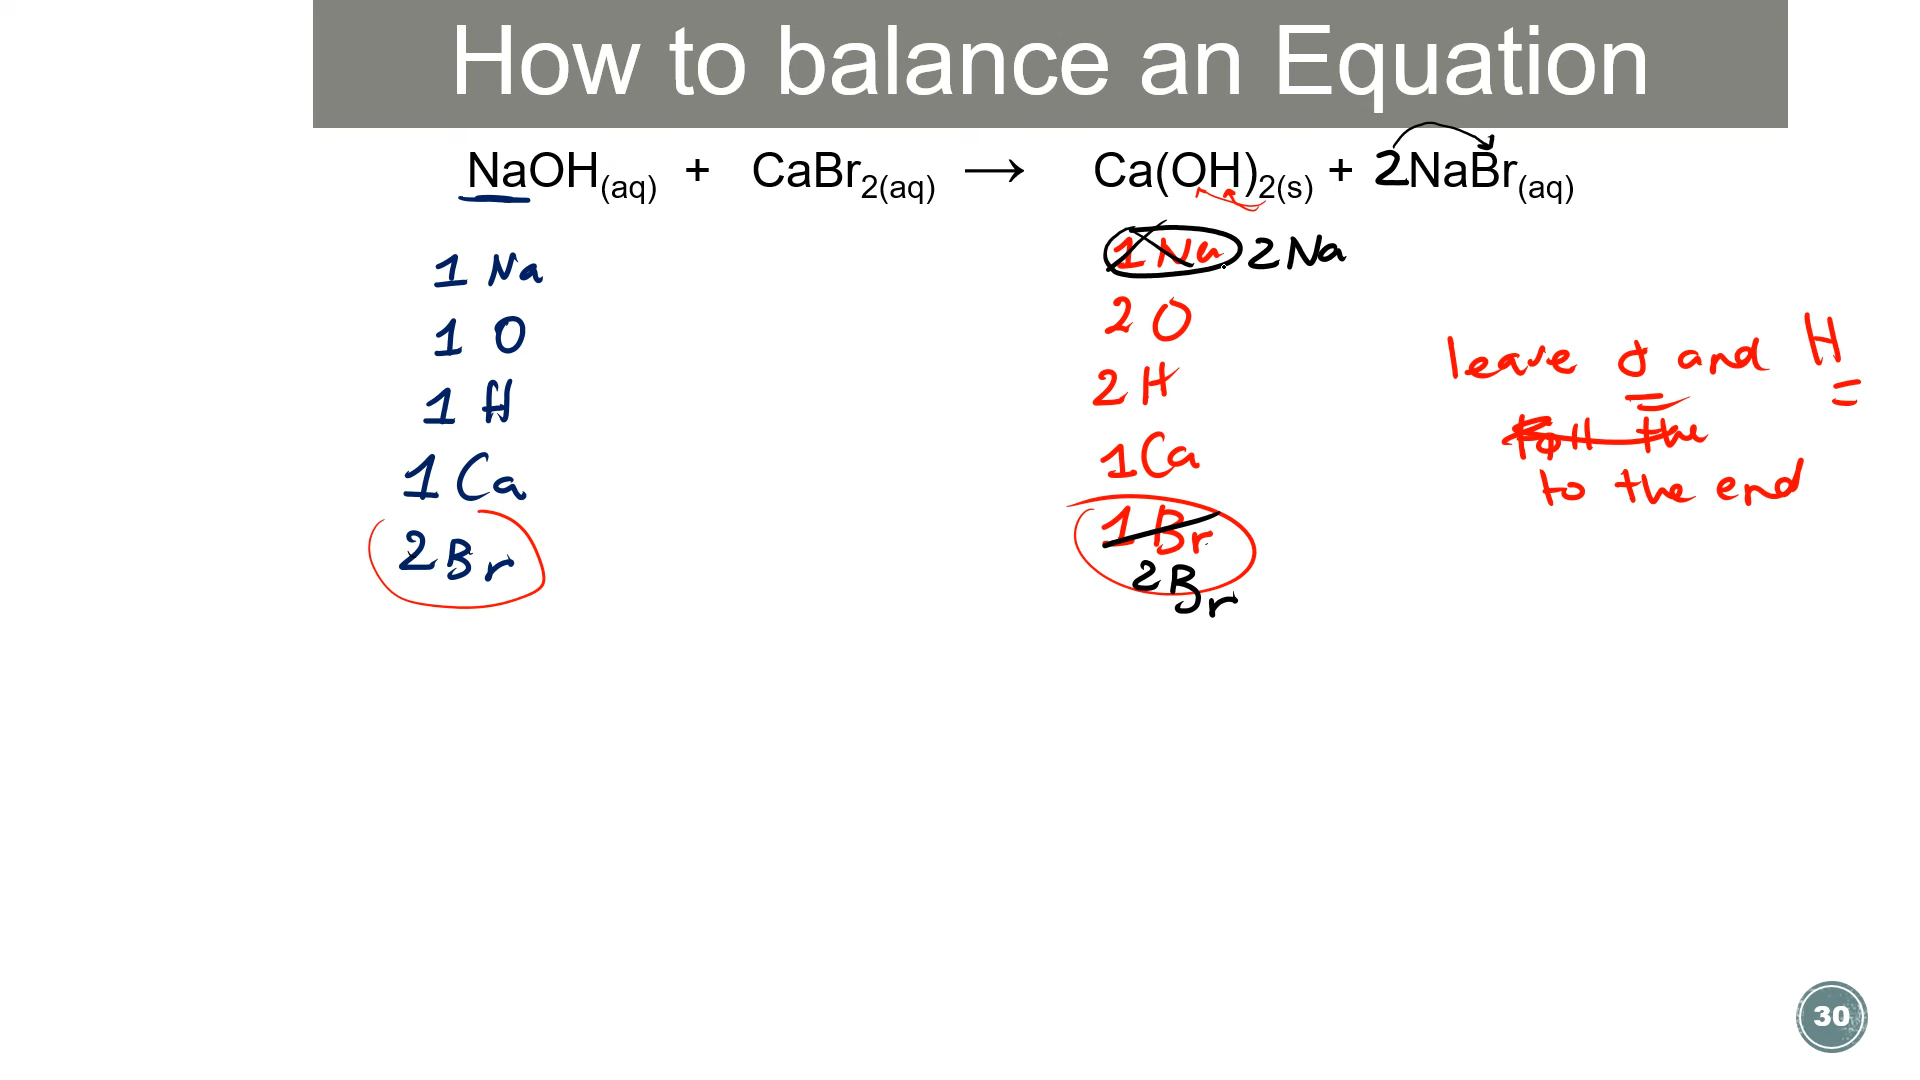 How to balance an Equation
NaOH(aq) + CaBr2(aq) ⟶ Ca(OH)2(s) + 2NaBr(aq)
1 Na
1 O
1 H
1 Ca
2 Br
1 Na 2 Na
2 O
2 H
1 Ca
1 Br
2 Br
leave O and H
to the end
30